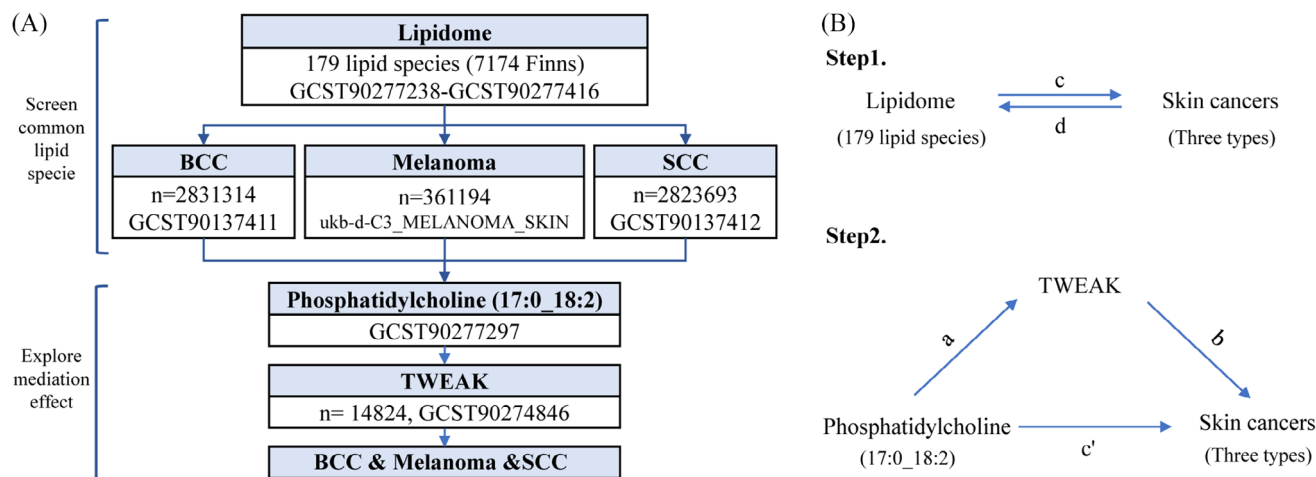 (A)
Screen
common
lipid
specie
Lipidome
179 lipid species (7174 Finns)
GCST90277238-GCST90277416
BCC
n=2831314
GCST90137411
Melanoma
n=361194
ukb-d-C3_MELANOMA_SKIN
SCC
n=2823693
GCST90137412
Explore
mediation
effect
Phosphatidylcholine (17:0_18:2)
GCST90277297
TWEAK
n= 14824, GCST90274846
BCC & Melanoma &SCC
(B)
Step1.
Lipidome
(179 lipid species)
c
d
Skin cancers
(Three types)
Step2.
TWEAK
a
b
Phosphatidylcholine
(17:0_18:2)
c'
Skin cancers
(Three types)